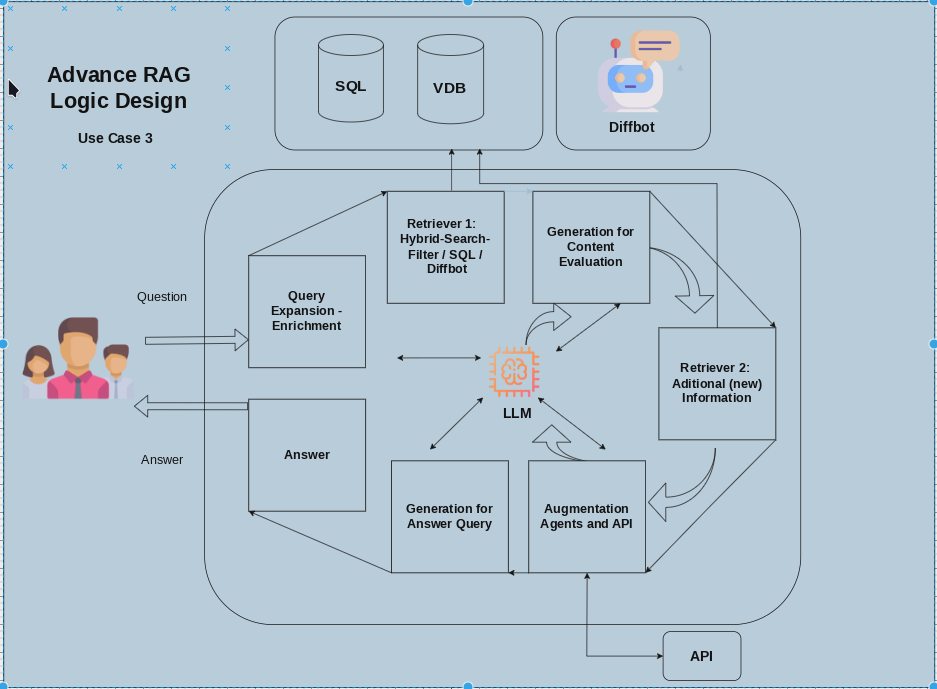 Advance RAG
Logic Design
Use Case 3
SQL
VDB
Diffbot
Retriever 1:
Hybrid-Search-
Filter / SQL /
Diffbot
Generation for
Content
Evaluation
Query
Expansion -
Enrichment
Question
Retriever 2:
Aditional (new)
Information
LLM
Answer
Answer
Generation for
Answer Query
Augmentation
Agents and API
API